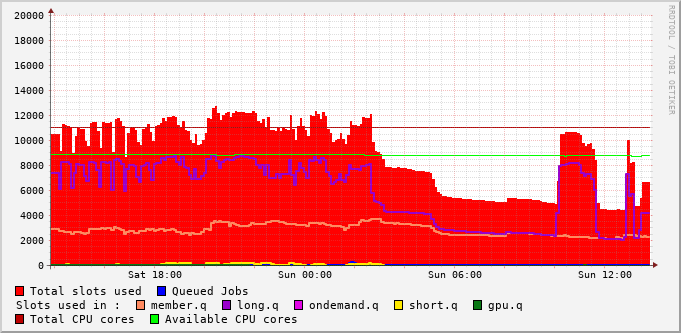 20000
18000
16000
14000
12000
10000
8000
6000
4000
2000
0
Sat 18:00 Sun 00:00 Sun 06:00 Sun 12:00
Total slots used Queued Jobs
Slots used in : member.q long.q ondemand.q short.q gpu.q
Total CPU cores Available CPU cores
RRDTOOL / TOBI OETIKER